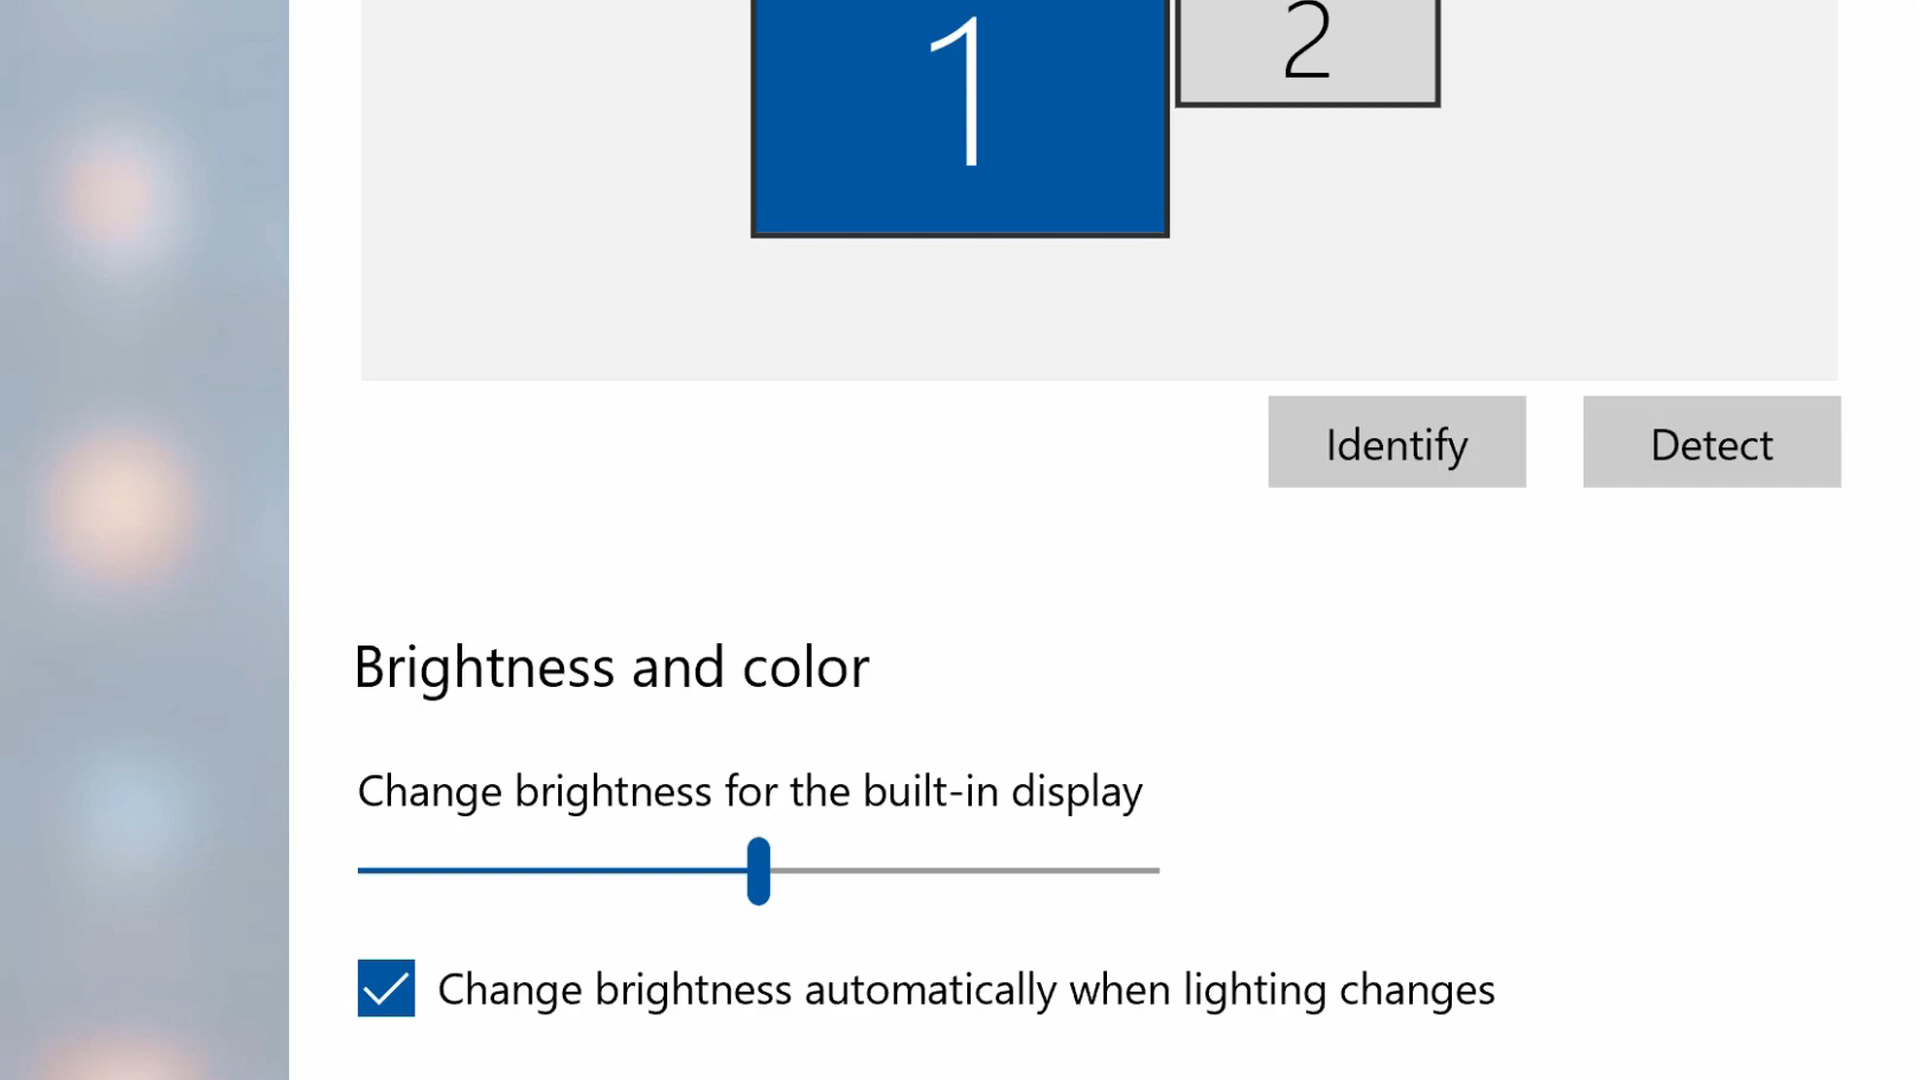 1
2
Identify
Detect
Brightness and color
Change brightness for the built-in display
Change brightness automatically when lighting changes